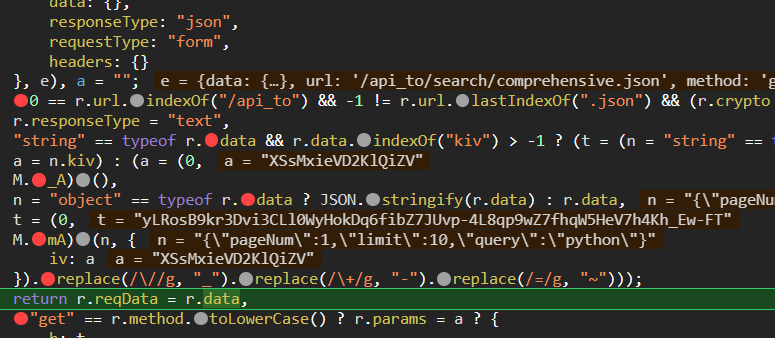 data: {},
responseType: "json",
requestType: "form",
headers: {}
}, e), a = ""; e = {data: {…}, url: '/api_to/search/comprehensive.json', method: 'g
0 == r.url.indexOf("/api_to") && -1 != r.url.lastIndexOf(".json") && (r.crypto
r.responseType = "text",
"string" == typeof r.data && r.data.indexOf("kiv") > -1 ? (t = (n = "string" == t
a = n.kiv) : (a = (0, a = "XSsMxieVD2KlQiZV"
M._A)(),
n = "object" == typeof r.data ? JSON.stringify(r.data) : r.data, n = "{\"pageNum
t = (0, t = "yLRosB9kr3Dvi3CLl0WyHokDq6fibZ7JUvp-4L8qp9wZ7fhqW5HeV7h4Kh_Ew-FT"
M.mA)(n, { n = "{\"pageNum\":1,\"limit\":10,\"query\":\"python\"}"
iv: a a = "XSsMxieVD2KlQiZV"
}).replace(/\//g, "_").replace(/\+/g, "-").replace(/=/g, "~")));
return r.reqData = r.data,
"get" == r.method.toLowerCase() ? r.params = a ? {